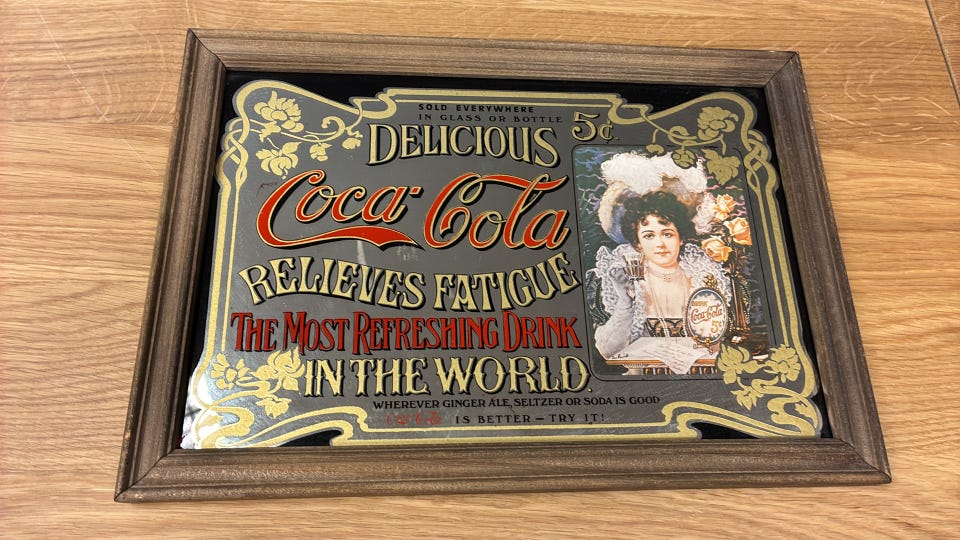 SOLD EVERYWHERE
IN GLASS OR BOTTLE 5¢.
DELICIOUS
Coca-Cola
RELIEVES FATIGUE
THE MOST REFRESHING DRINK
IN THE WORLD.
WHEREVER GINGER ALE, SELTZER OR SODA IS GOOD
Coca-Cola IS BETTER – TRY IT!
DRINK
Coca-Cola
5¢